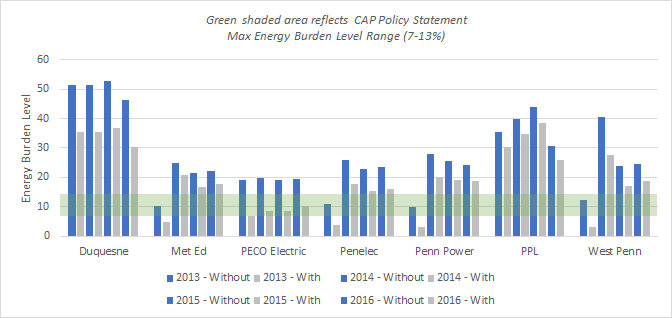 Green shaded area reflects CAP Policy Statement
Max Energy Burden Level Range (7-13%)
60
50
40
30
20
10
0
Energy Burden Level
Duquesne Met Ed PECO Electric Penelec Penn Power PPL West Penn
2013 - Without 2013 - With 2014 - Without 2014 - With
2015 - Without 2015 - With 2016 - Without 2016 - With